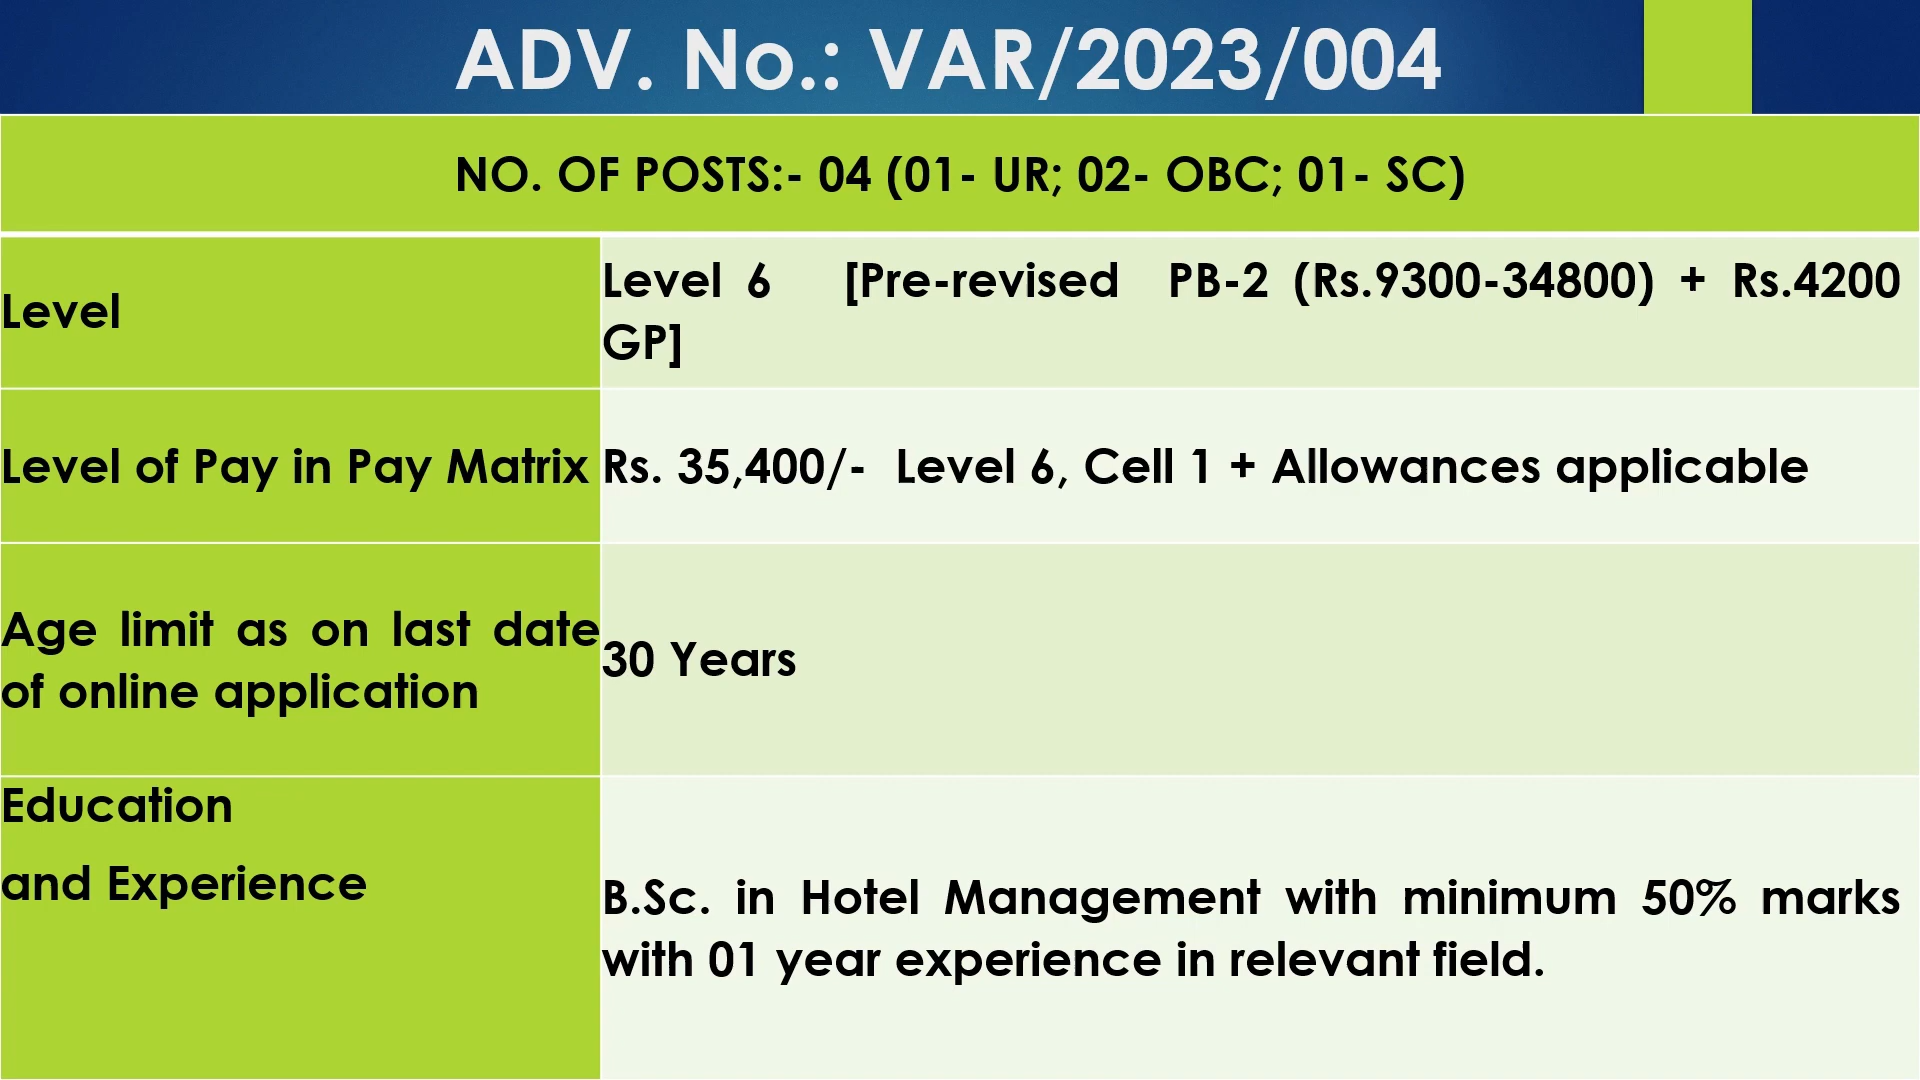 ADV. No.: VAR/2023/004
NO. OF POSTS:- 04 (01- UR; 02- OBC; 01- SC)
Level
Level 6 [Pre-revised PB-2 (Rs.9300-34800) + Rs.4200
GP]
Level of Pay in Pay Matrix
Rs. 35,400/- Level 6, Cell 1 + Allowances applicable
Age limit as on last date
of online application
30 Years
Education
and Experience
B.Sc. in Hotel Management with minimum 50% marks
with 01 year experience in relevant field.